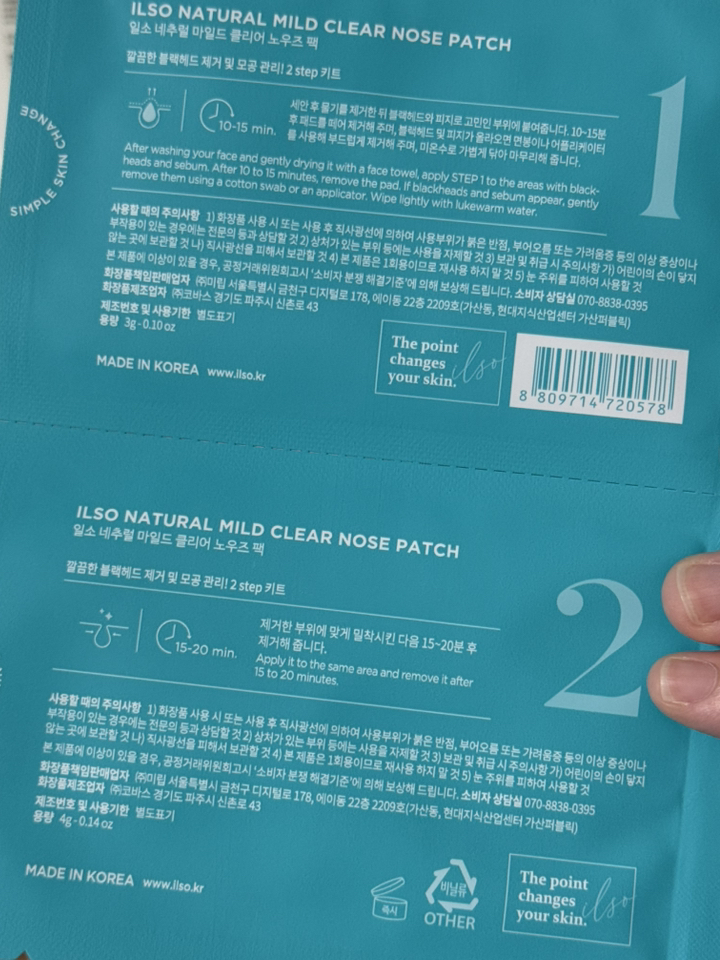 ILSO NATURAL MILD CLEAR NOSE PATCH
일소 네추럴 마일드 클리어 노우즈 팩
깔끔한 블랙헤드 제거 및 모공 관리! 2 step 키트
1
10-15 min.
세안 후 물기를 제거한 뒤 블랙헤드와 피지로 고민인 부위에 붙여줍니다. 10~15분
후 패드를 떼어 제거해 주며, 블랙헤드 및 피지가 올라오면 면봉이나 어플리케이터
를 사용해 부드럽게 제거해 주며, 미온수로 가볍게 닦아 마무리해 줍니다.
After washing your face and gently drying it with a face towel, apply STEP 1 to the areas with black-
heads and sebum. After 10 to 15 minutes, remove the pad. If blackheads and sebum appear, gently
remove them using a cotton swab or an applicator. Wipe lightly with lukewarm water.
SIMPLE SKIN CHANGE
사용할 때의 주의사항 1) 화장품 사용 시 또는 사용 후 직사광선에 의하여 사용부위가 붉은 반점, 부어오름 또는 가려움증 등의 이상 증상이나
부작용이 있는 경우에는 전문의 등과 상담할 것 2) 상처가 있는 부위 등에는 사용을 자제할 것 3) 보관 및 취급 시 주의사항 가) 어린이의 손이 닿지
않는 곳에 보관할 것 나) 직사광선을 피해서 보관할 것 4) 본 제품은 1회용이므로 재사용 하지 말 것 5) 눈 주위를 피하여 사용할 것
본 제품에 이상이 있을 경우, 공정거래위원회고시 '소비자 분쟁 해결기준'에 의해 보상해 드립니다. 소비자 상담실 070-8838-0395
화장품책임판매업자 ㈜미립 서울특별시 금천구 디지털로 178, 에이동 22층 2209호(가산동, 현대지식산업센터 가산퍼블릭)
화장품제조업자 ㈜코바스 경기도 파주시 신촌로 43
제조번호 및 사용기한 별도표기
용량 3g - 0.10 oz
MADE IN KOREA www.ilso.kr
The point
changes
your skin.
ilso
8 809714 720578
ILSO NATURAL MILD CLEAR NOSE PATCH
일소 네추럴 마일드 클리어 노우즈 팩
깔끔한 블랙헤드 제거 및 모공 관리! 2 step 키트
2
15-20 min.
제거한 부위에 맞게 밀착시킨 다음 15~20분 후
제거해 줍니다.
Apply it to the same area and remove it after
15 to 20 minutes.
사용할 때의 주의사항 1) 화장품 사용 시 또는 사용 후 직사광선에 의하여 사용부위가 붉은 반점, 부어오름 또는 가려움증 등의 이상 증상이나
부작용이 있는 경우에는 전문의 등과 상담할 것 2) 상처가 있는 부위 등에는 사용을 자제할 것 3) 보관 및 취급 시 주의사항 가) 어린이의 손이 닿지
않는 곳에 보관할 것 나) 직사광선을 피해서 보관할 것 4) 본 제품은 1회용이므로 재사용 하지 말 것 5) 눈 주위를 피하여 사용할 것
본 제품에 이상이 있을 경우, 공정거래위원회고시 '소비자 분쟁 해결기준'에 의해 보상해 드립니다. 소비자 상담실 070-8838-0395
화장품책임판매업자 ㈜미립 서울특별시 금천구 디지털로 178, 에이동 22층 2209호(가산동, 현대지식산업센터 가산퍼블릭)
화장품제조업자 ㈜코바스 경기도 파주시 신촌로 43
제조번호 및 사용기한 별도표기
용량 4g - 0.14 oz
MADE IN KOREA www.ilso.kr
즉시
비닐류
OTHER
The point
changes
your skin.
ilso